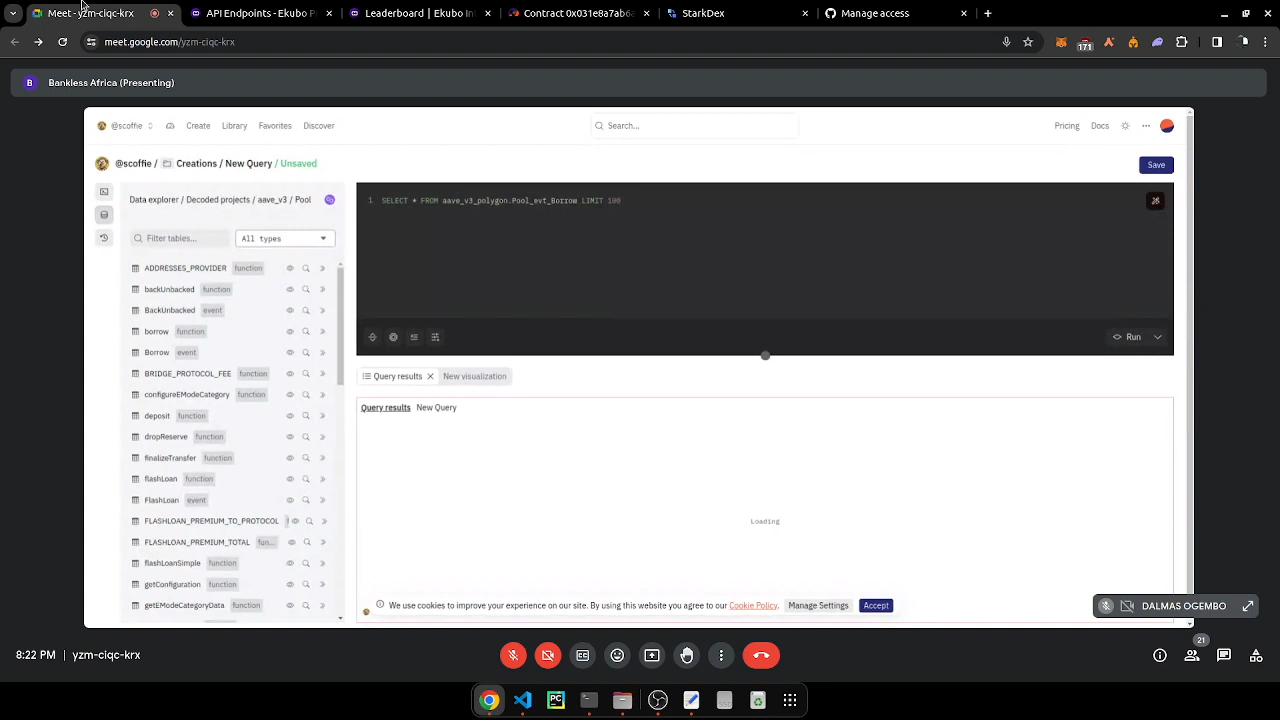 Meet - yzm-ciqc-krx
API Endpoints - Ekubo P
Leaderboard | Ekubo In
Contract 0x031e8a7ab6a
StarkDex
Manage access
meet.google.com/yzm-ciqc-krx
171
B Bankless Africa (Presenting)
@scoffie
Create
Library
Favorites
Discover
Search...
Pricing
Docs
@scoffie / Creations / New Query / Unsaved
Save
Data explorer / Decoded projects / aave_v3 / Pool
Filter tables...
All types
ADDRESSES_PROVIDER function
backUnbacked function
BackUnbacked event
borrow function
Borrow event
BRIDGE_PROTOCOL_FEE function
configureEModeCategory function
deposit function
dropReserve function
finalizeTransfer function
flashLoan function
FlashLoan event
FLASHLOAN_PREMIUM_TO_PROTOCOL
FLASHLOAN_PREMIUM_TOTAL fun...
flashLoanSimple function
getConfiguration function
getEModeCategoryData function
1 SELECT * FROM aave_v3_polygon.Pool_evt_Borrow LIMIT 100
Run
Query results
New visualization
Query results New Query
Loading
We use cookies to improve your experience on our site. By using this website you agree to our Cookie Policy.
Manage Settings
Accept
DALMAS OGEMBO
8:22 PM | yzm-ciqc-krx
21